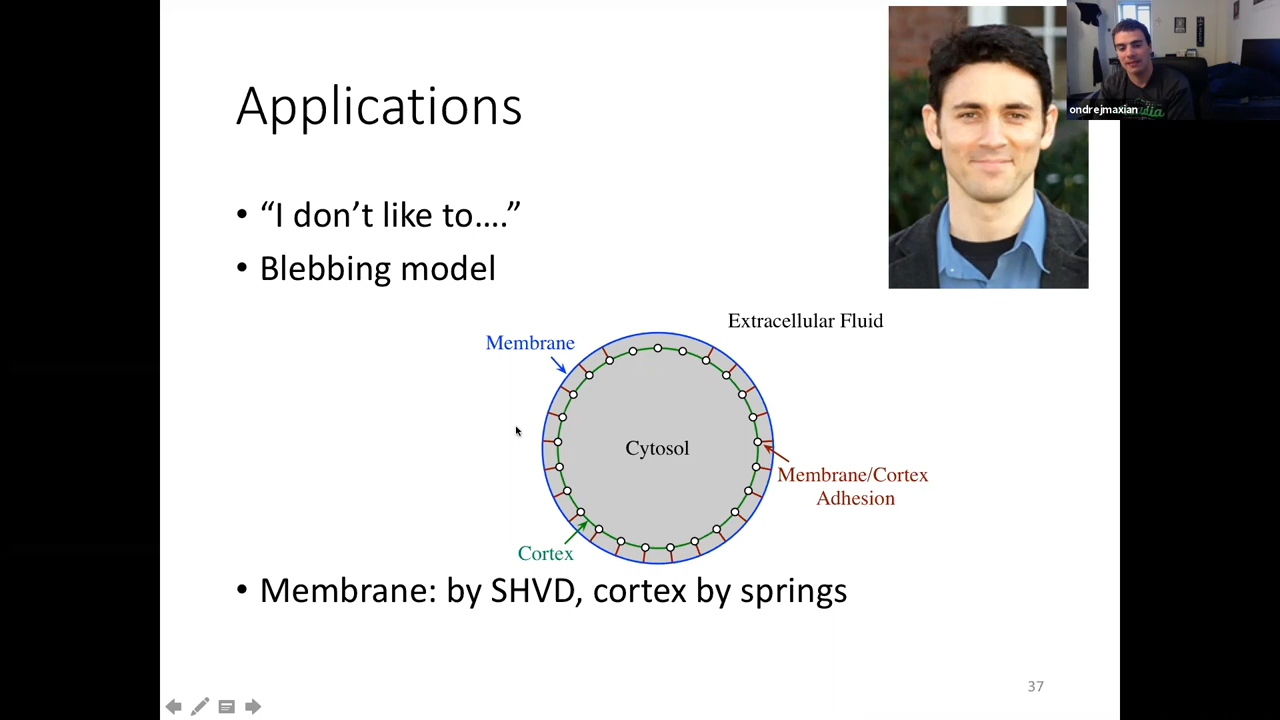 ondrejmaxian
Applications
• “I don’t like to....”
• Blebbing model
Extracellular Fluid
Membrane
Cytosol
Membrane/Cortex
Adhesion
Cortex
• Membrane: by SHVD, cortex by springs
37